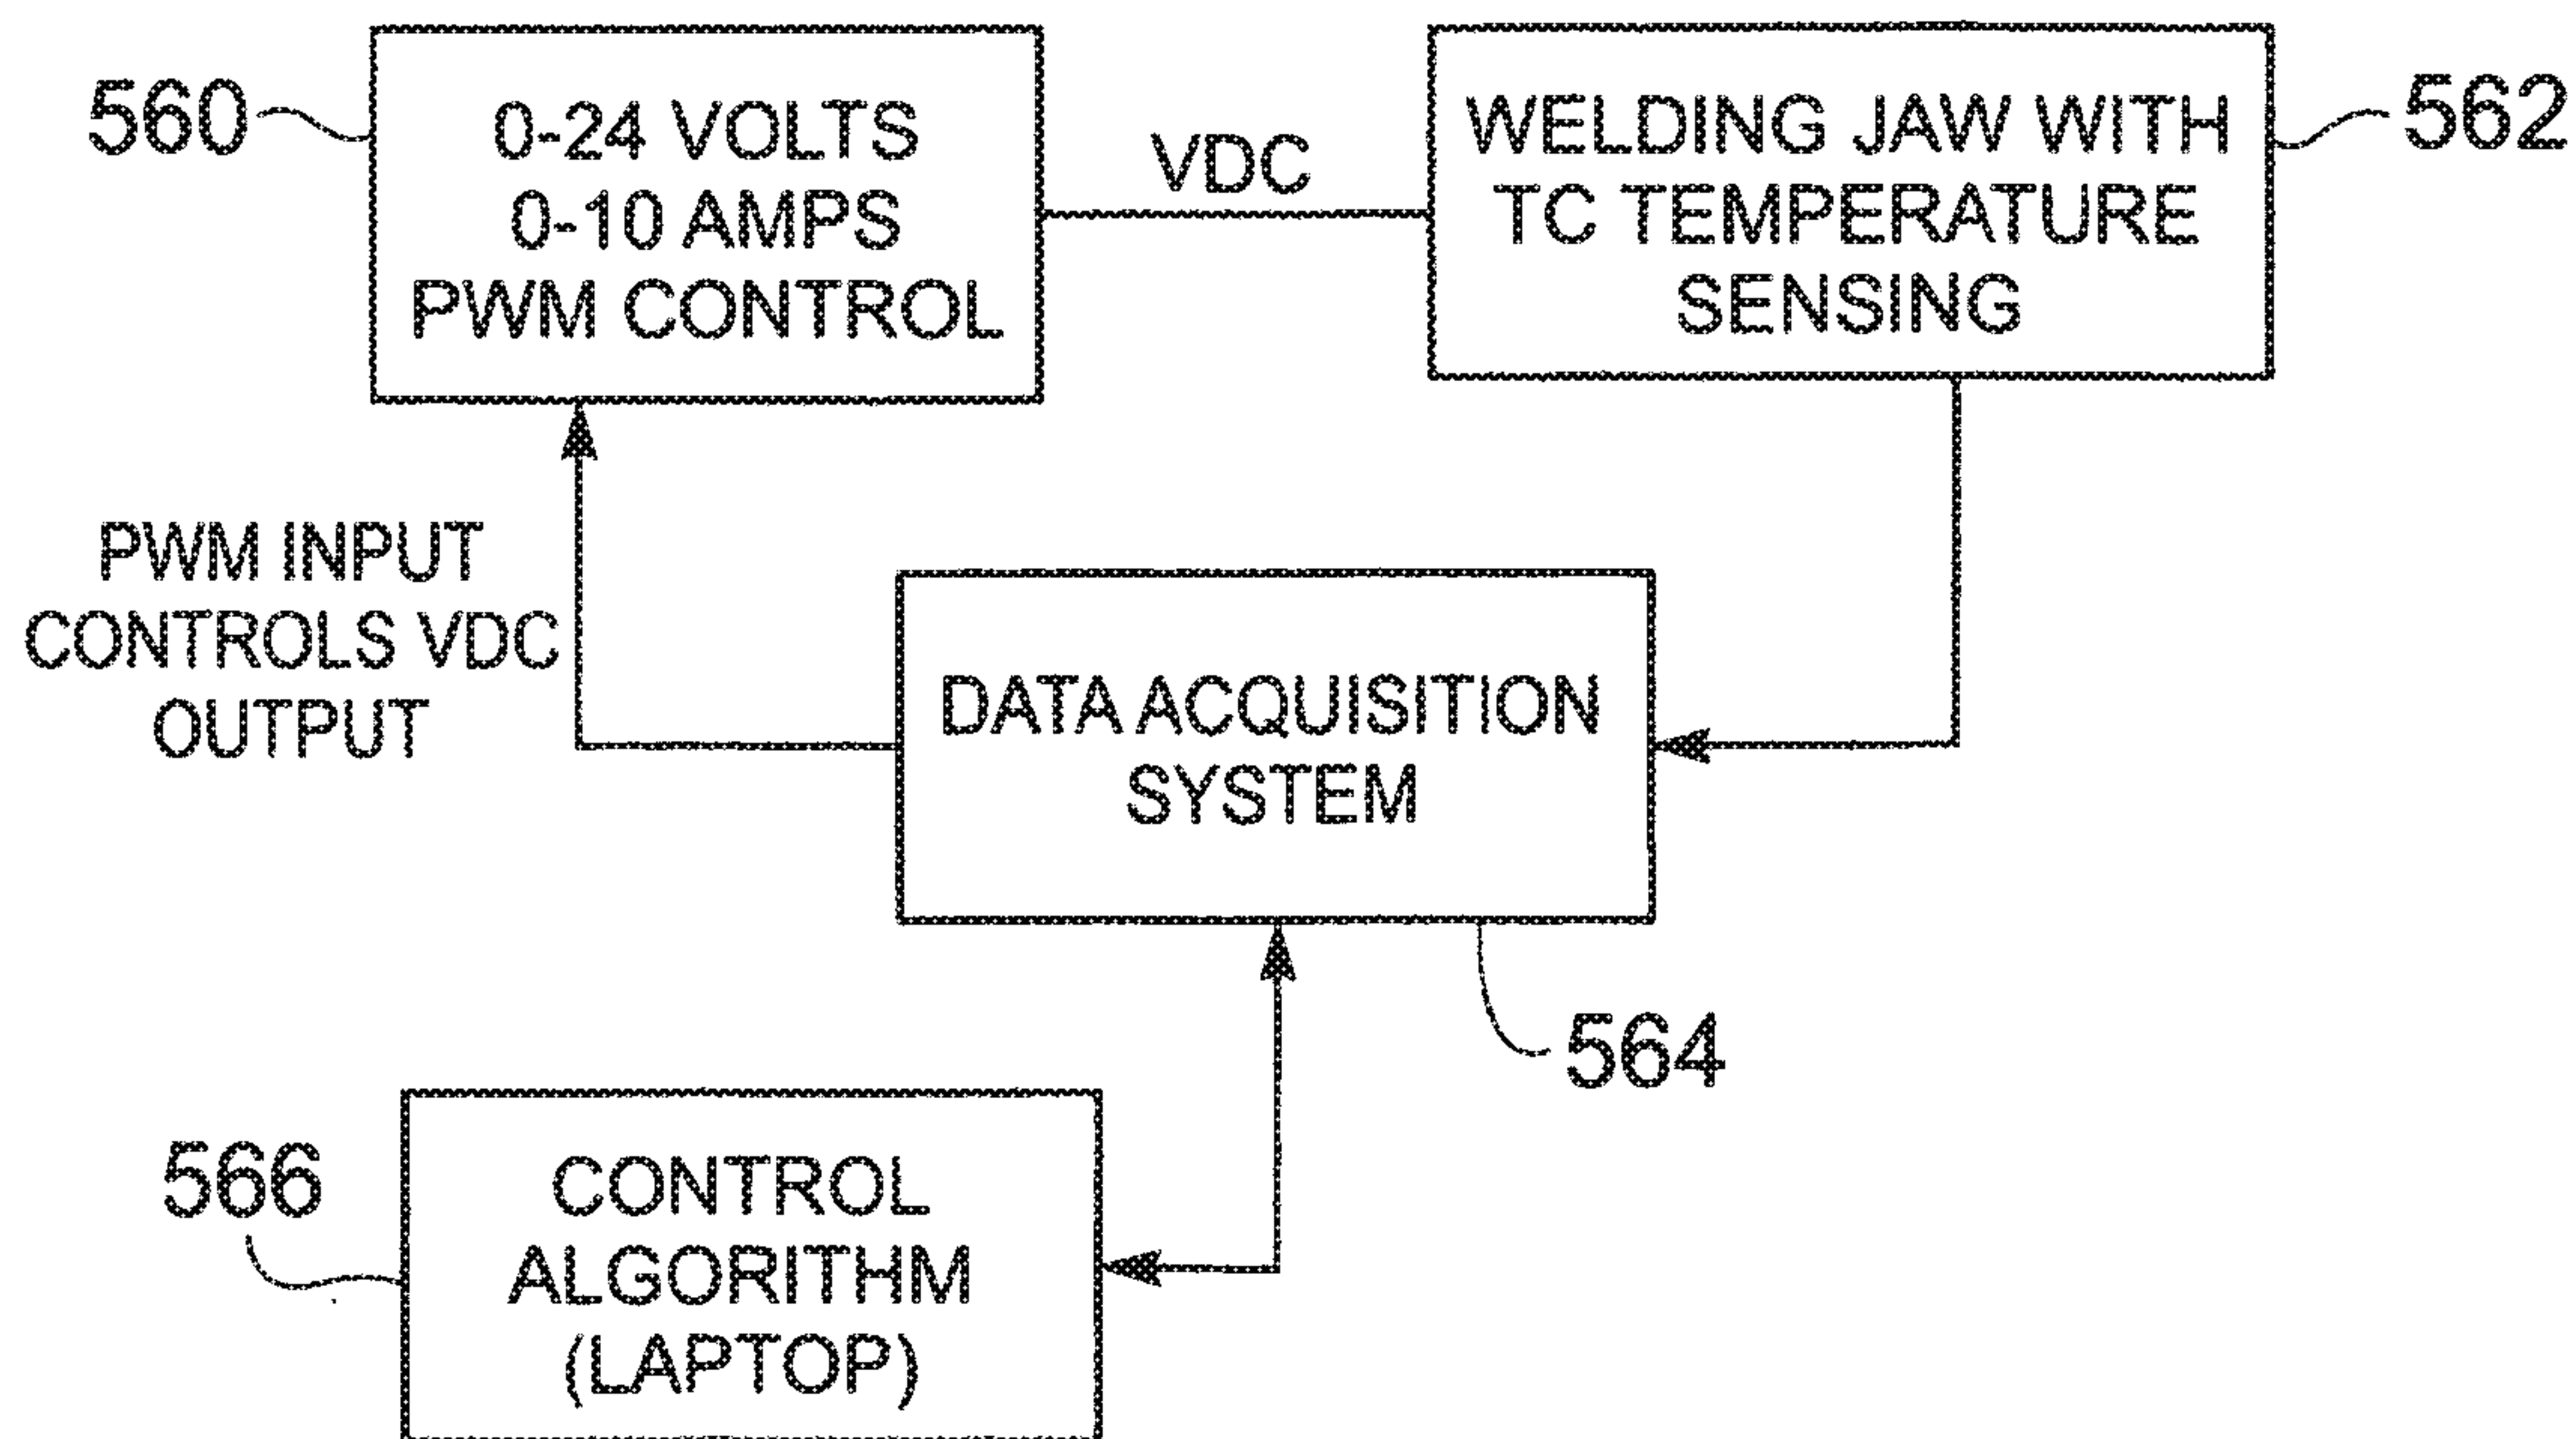 560
0-24 VOLTS
0-10 AMPS
PWM CONTROL
VDC
WELDING JAW WITH
TC TEMPERATURE
SENSING
562
PWM INPUT
CONTROLS VDC
OUTPUT
DATA ACQUISITION
SYSTEM
564
566
CONTROL
ALGORITHM
(LAPTOP)